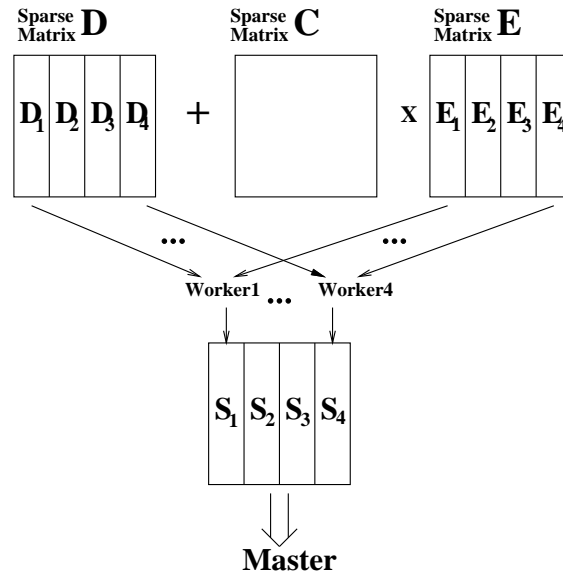 Sparse Matrix D
Sparse Matrix C
Sparse Matrix E
D1 D2 D3 D4
+
x
E1 E2 E3 E4
... ...
Worker1 ... Worker4
S1 S2 S3 S4
Master